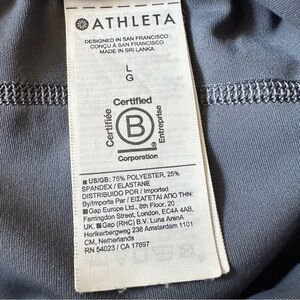 ATHLETA
DESIGNED IN SAN FRANCISCO
CONÇU À SAN FRANCISCO
MADE IN SRI LANKA
L
G
Certified
Certifiée
B
Entreprise
®
Corporation
US/GB: 75% POLYESTER, 25%
SPANDEX / ELASTANE
DISTRIBUIDO POR / Imported
By/Importa Par / ΕΙΣΑΓΕΤΑΙ ΑΠΟ ΤΗΝ:
Gap Europe Ltd., 8th Floor, 20
Farringdon Street, London, EC4A 4AB,
UK. Gap (RHC) B.V. Luna ArenA
Herikerbergweg 238 Amsterdam 1101
CM, Netherlands
RN 54023 / CA 17897